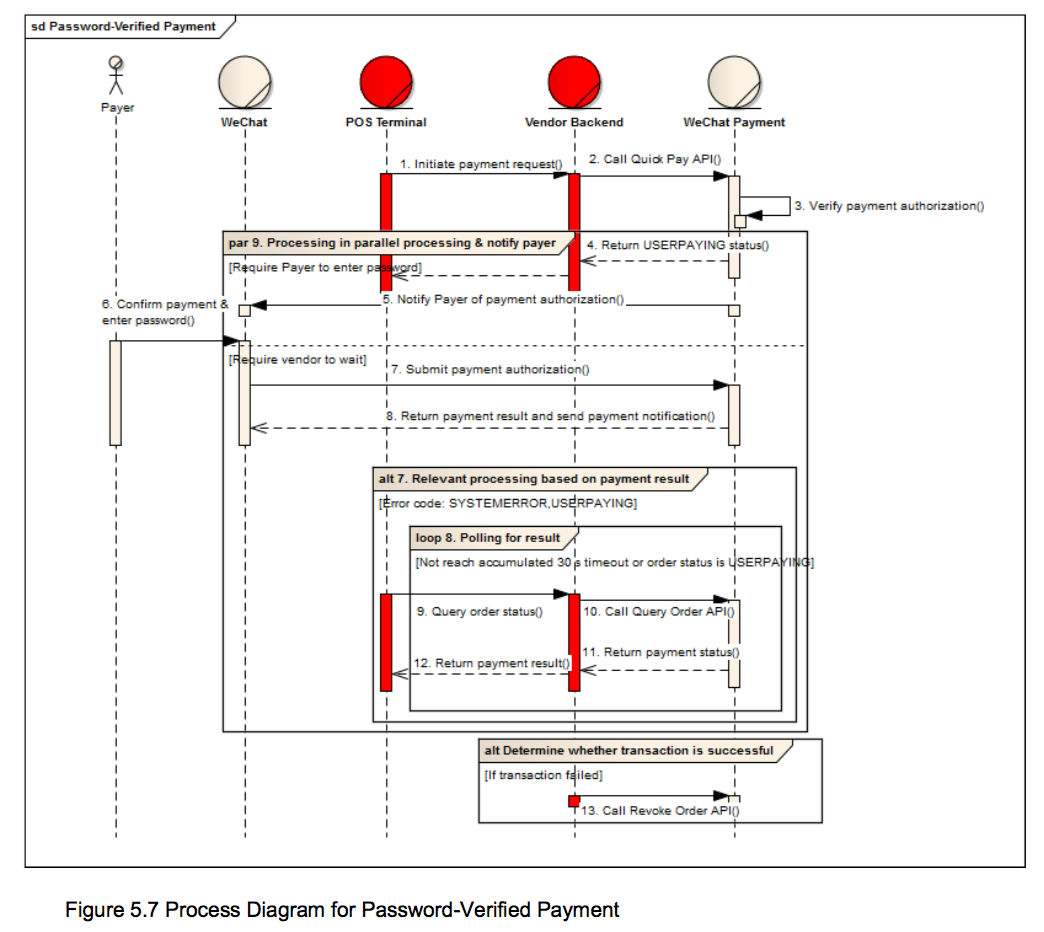 sd Password-Verified Payment
Payer
WeChat
POS Terminal
Vendor Backend
WeChat Payment
1. Initiate payment request()
2. Call Quick Pay API()
3. Verify payment authorization()
par 9. Processing in parallel processing & notify payer
4. Return USERPAYING status()
[Require Payer to enter password]
5. Notify Payer of payment authorization()
6. Confirm payment &
enter password()
[Require vendor to wait]
7. Submit payment authorization()
8. Return payment result and send payment notification()
alt 7. Relevant processing based on payment result
[Error code: SYSTEMERROR,USERPAYING]
loop 8. Polling for result
[Not reach accumulated 30 s timeout or order status is USERPAYING]
9. Query order status()
10. Call Query Order API()
11. Return payment status()
12. Return payment result()
alt Determine whether transaction is successful
[If transaction failed]
13. Call Revoke Order API()
Figure 5.7 Process Diagram for Password-Verified Payment